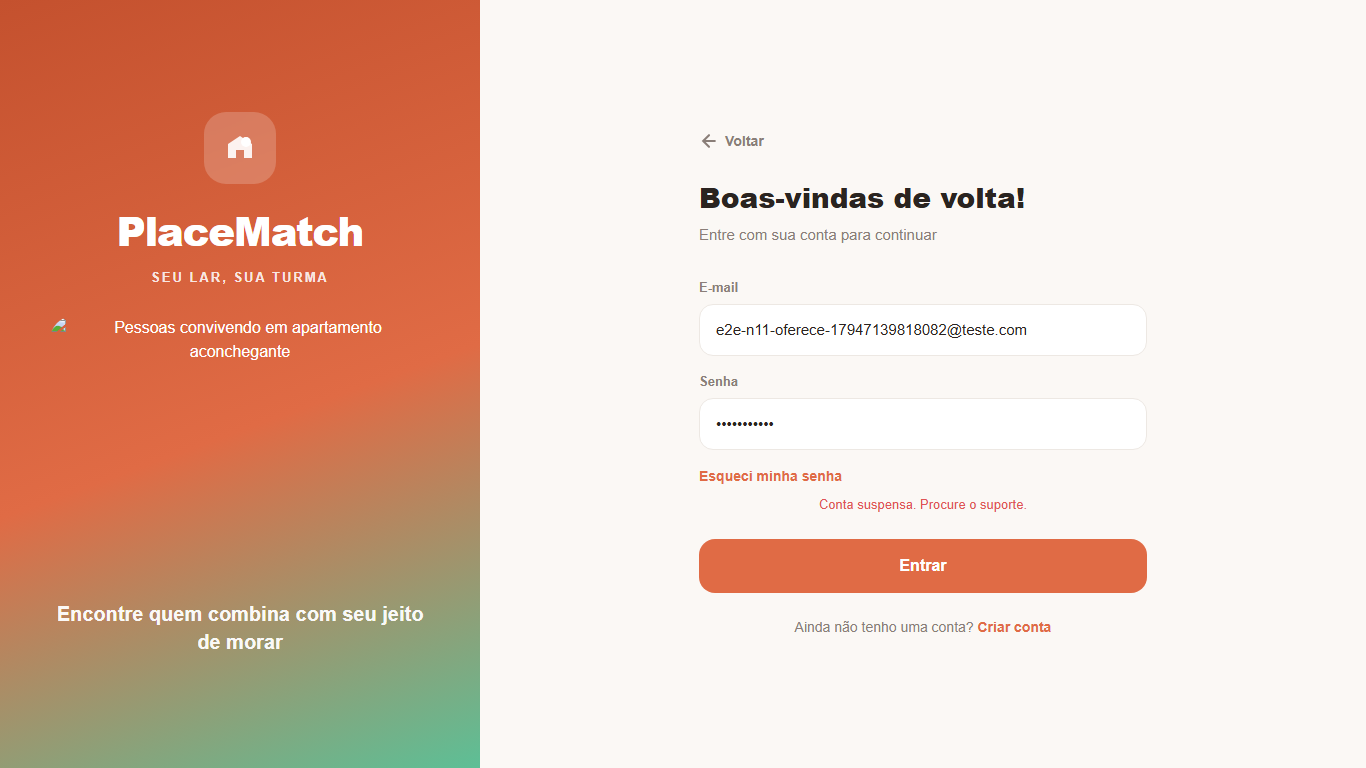 PlaceMatch
SEU LAR, SUA TURMA
Pessoas convivendo em apartamento
aconchegante
Encontre quem combina com seu jeito
de morar
Voltar
Boas-vindas de volta!
Entre com sua conta para continuar
E-mail
e2e-n11-oferece-17947139818082@teste.com
Senha
•••••••••••
Esqueci minha senha
Conta suspensa. Procure o suporte.
Entrar
Ainda não tenho uma conta? Criar conta